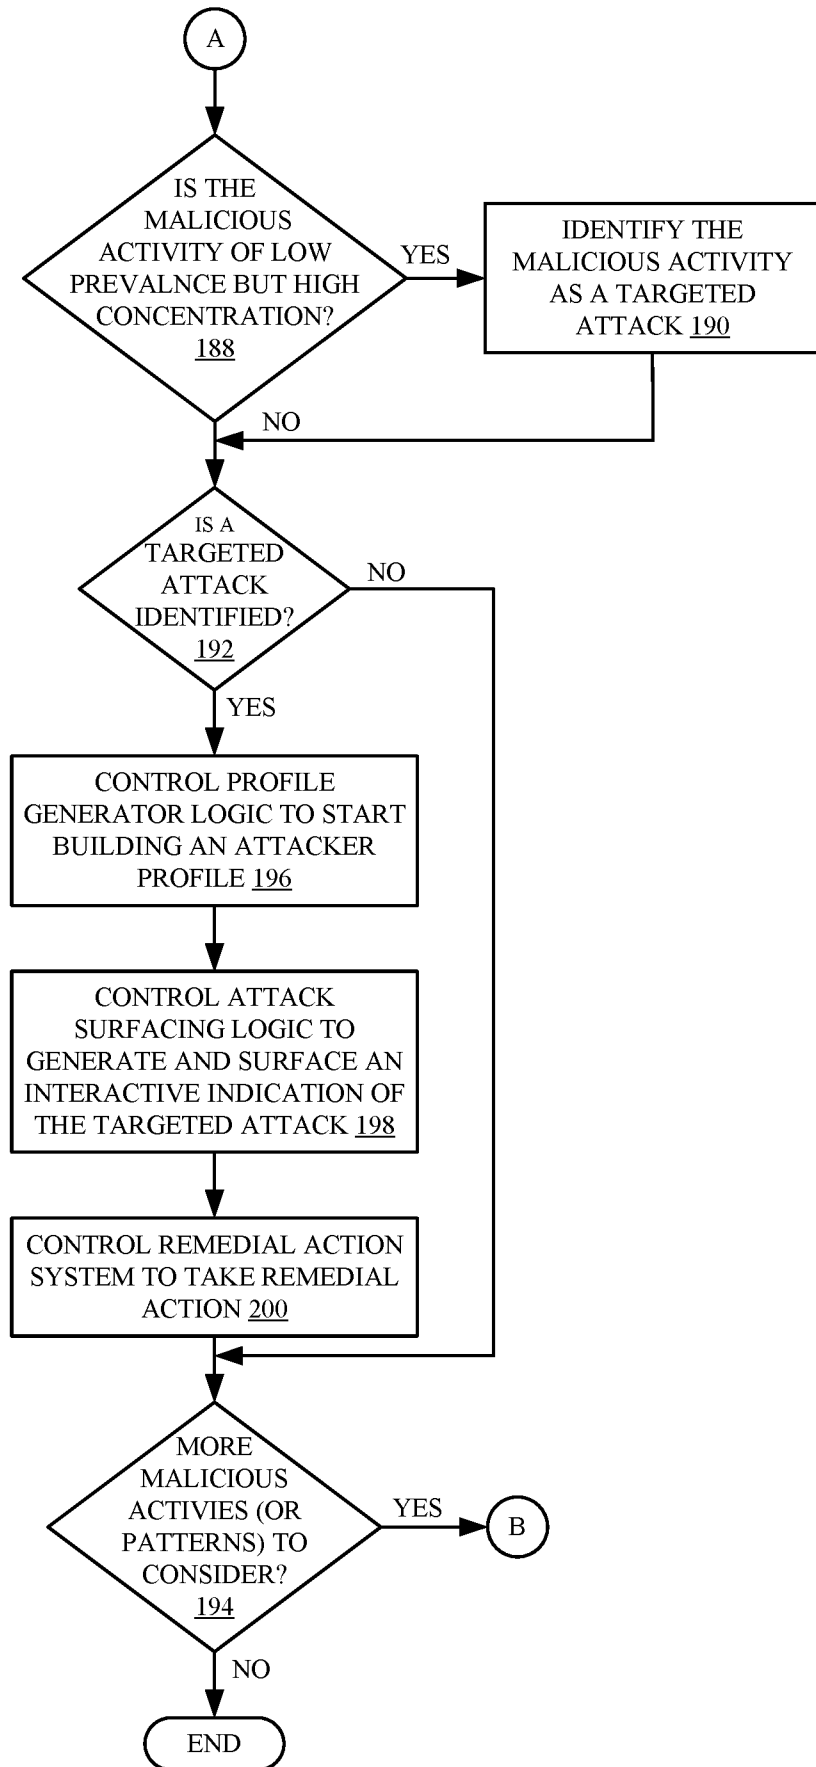 A
IS THE
MALICIOUS
ACTIVITY OF LOW
PREVALNCE BUT HIGH
CONCENTRATION?
188
YES
IDENTIFY THE
MALICIOUS ACTIVITY
AS A TARGETED
ATTACK 190
NO
IS A
TARGETED
ATTACK
IDENTIFIED?
192
NO
YES
CONTROL PROFILE
GENERATOR LOGIC TO START
BUILDING AN ATTACKER
PROFILE 196
CONTROL ATTACK
SURFACING LOGIC TO
GENERATE AND SURFACE AN
INTERACTIVE INDICATION OF
THE TARGETED ATTACK 198
CONTROL REMEDIAL ACTION
SYSTEM TO TAKE REMEDIAL
ACTION 200
MORE
MALICIOUS
ACTIVIES (OR
PATTERNS) TO
CONSIDER?
194
YES
B
NO
END